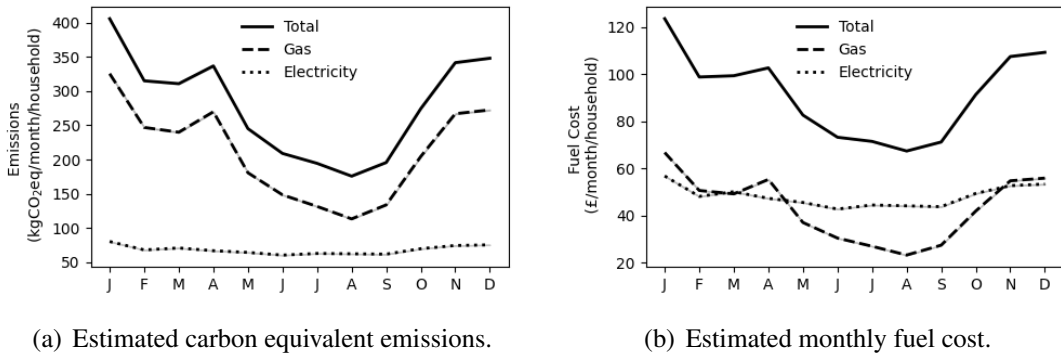 400
350
300
250
200
150
100
50
Emissions
(kgCO₂eq/month/household)
Total
Gas
Electricity
J F M A M J J A S O N D
(a) Estimated carbon equivalent emissions.
120
100
80
60
40
20
Fuel Cost
(£/month/household)
Total
Gas
Electricity
J F M A M J J A S O N D
(b) Estimated monthly fuel cost.